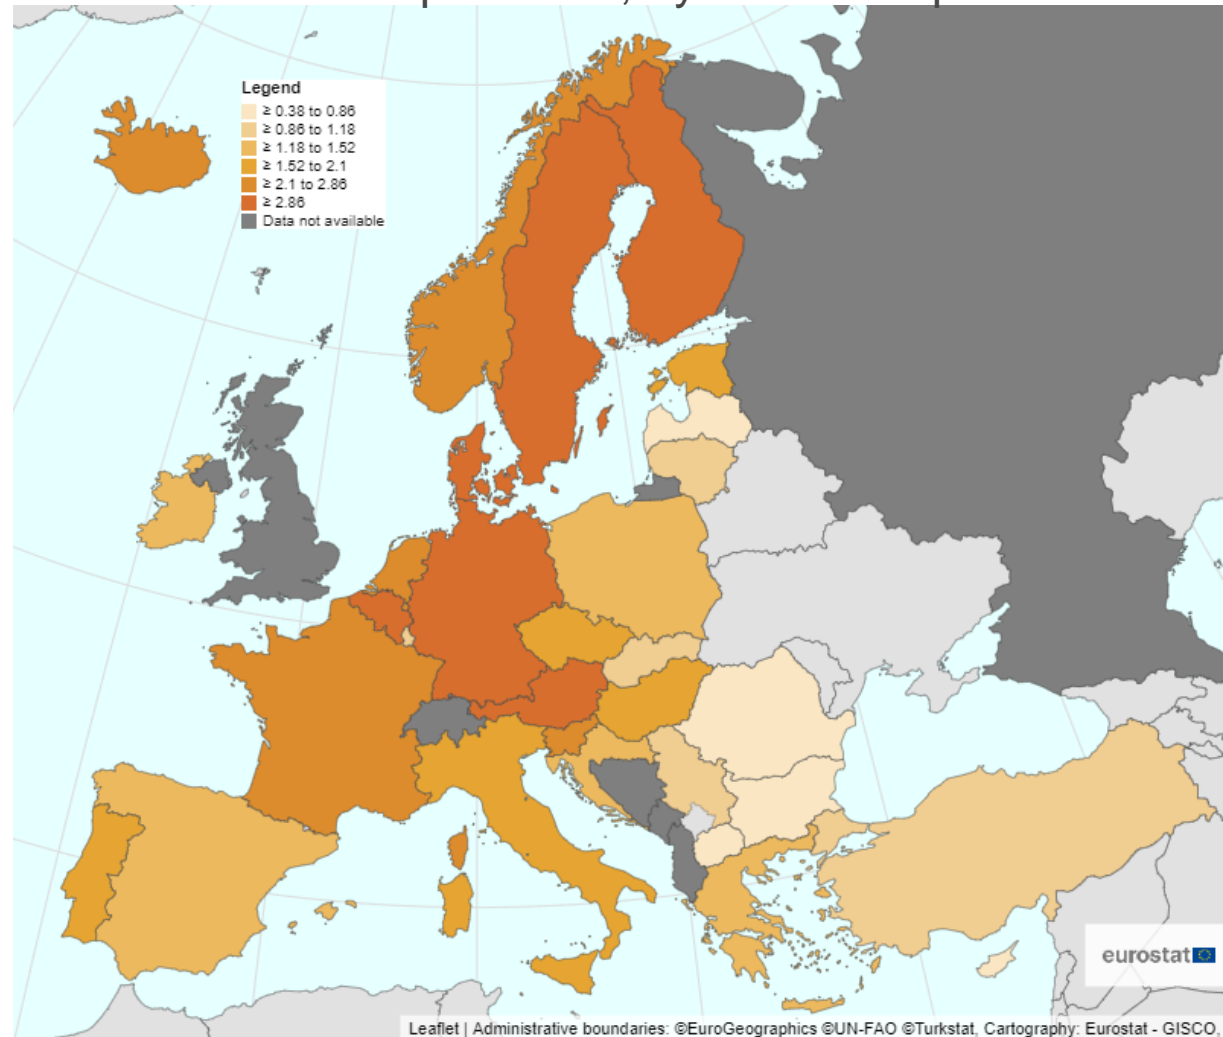 Legend
≥ 0.38 to 0.86
≥ 0.86 to 1.18
≥ 1.18 to 1.52
≥ 1.52 to 2.1
≥ 2.1 to 2.86
≥ 2.86
Data not available
eurostat
Leaflet | Administrative boundaries: ©EuroGeographics ©UN-FAO ©Turkstat, Cartography: Eurostat - GISCO,